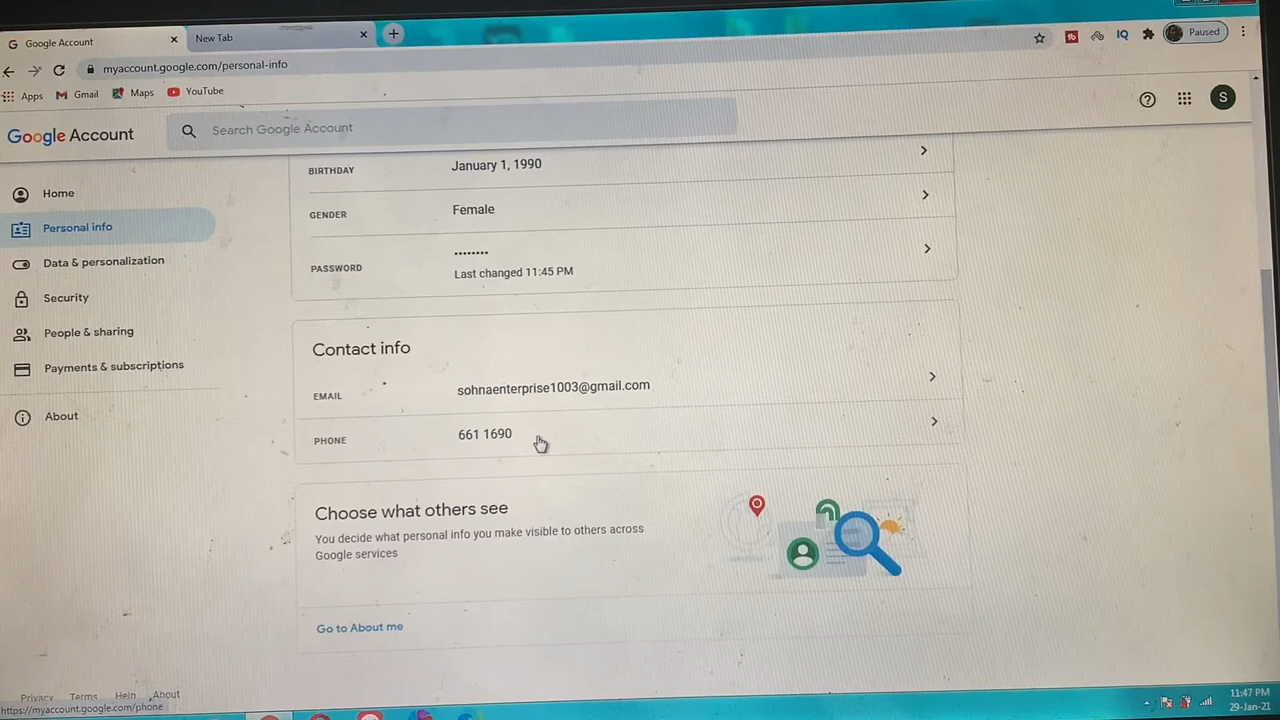 Google Account
New Tab
myaccount.google.com/personal-info
Paused
Apps
Gmail
Maps
YouTube
Google Account
Search Google Account
S
Home
Personal info
Data & personalization
Security
People & sharing
Payments & subscriptions
About
BIRTHDAY
January 1, 1990
GENDER
Female
PASSWORD
••••••••
Last changed 11:45 PM
Contact info
EMAIL
sohnaenterprise1003@gmail.com
PHONE
661 1690
Choose what others see
You decide what personal info you make visible to others across
Google services
Go to About me
Privacy Terms Help About
https://myaccount.google.com/phone
11:47 PM
29-Jan-21
IQ